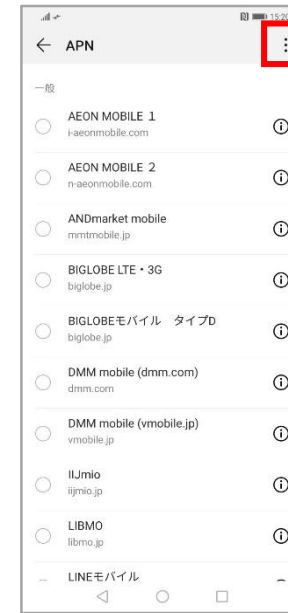 15:20
APN
一般
AEON MOBILE 1
i-aeonmobile.com
AEON MOBILE 2
n-aeonmobile.com
ANDmarket mobile
mmtmobile.jp
BIGLOBE LTE・3G
biglobe.jp
BIGLOBEモバイル　タイプD
biglobe.jp
DMM mobile (dmm.com)
dmm.com
DMM mobile (vmobile.jp)
vmobile.jp
IIJmio
iijmio.jp
LIBMO
libmo.jp
LINEモバイル